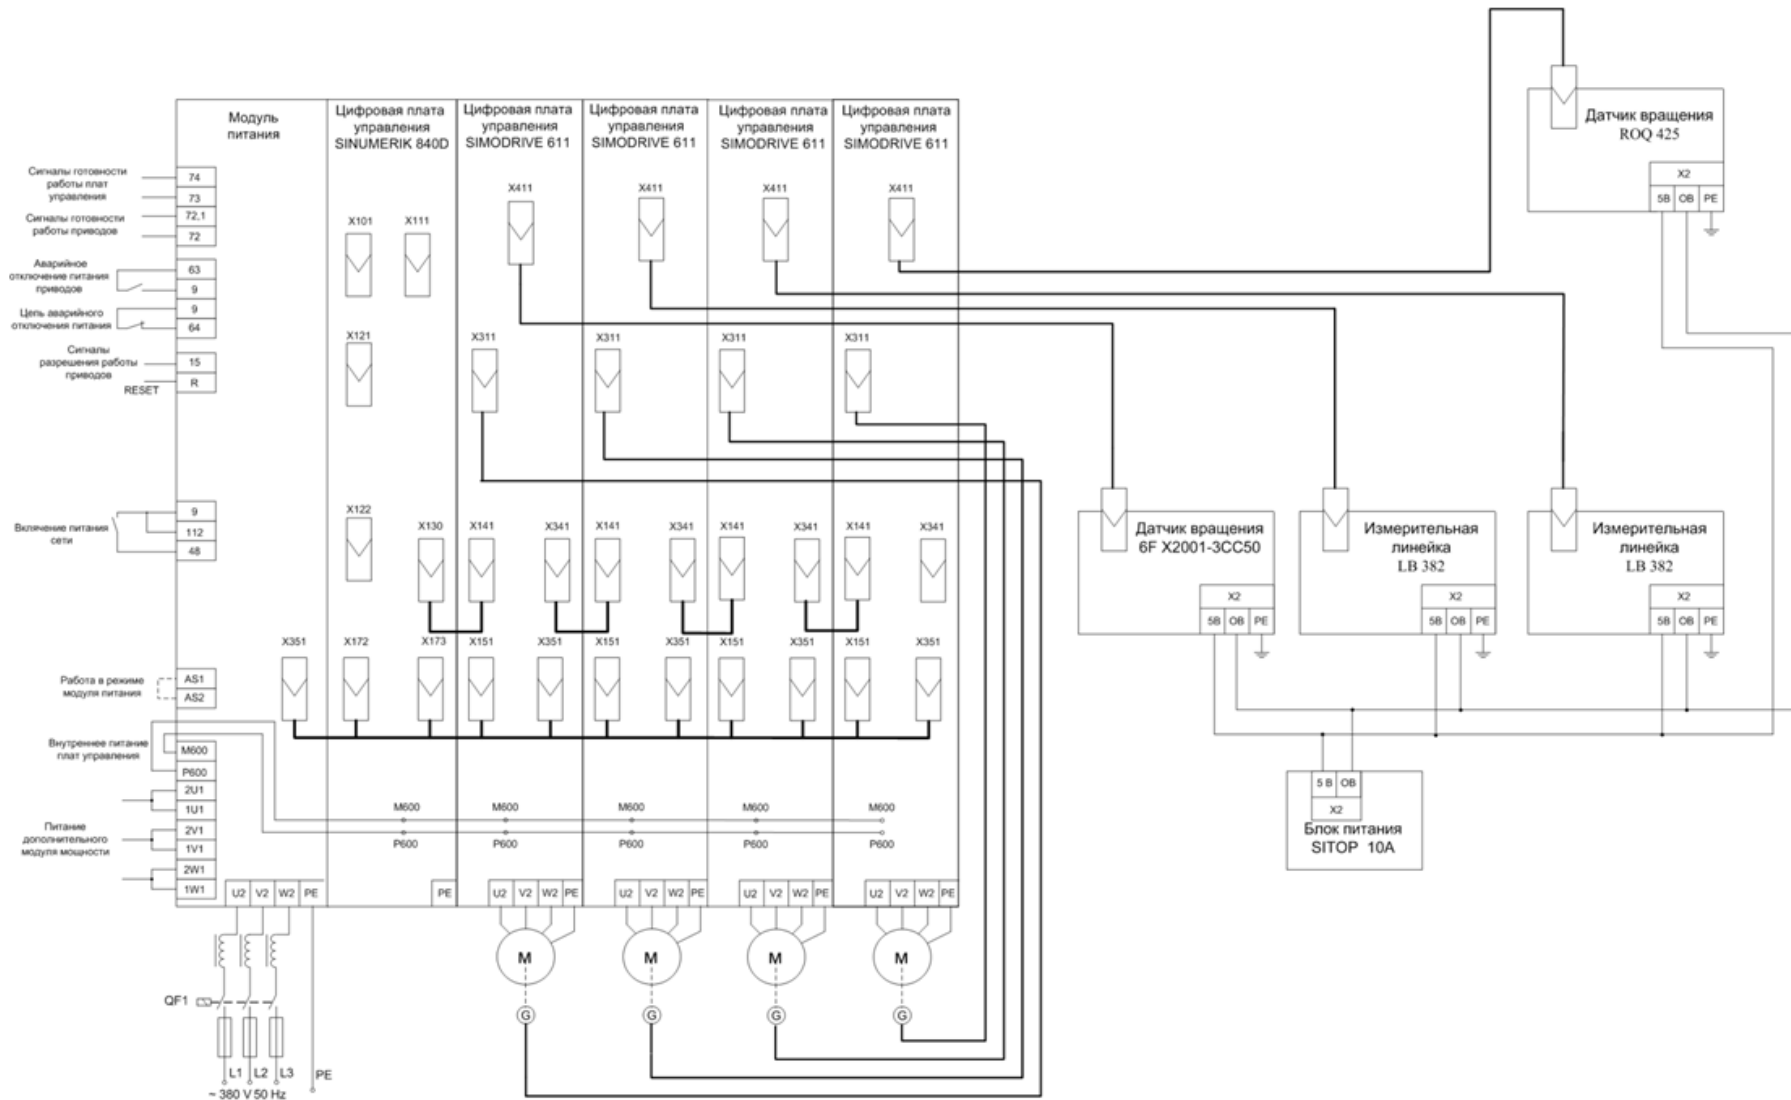 Модуль
питания
Цифровая плата
управления
SINUMERIK 840D
Цифровая плата
управления
SIMODRIVE 611
Цифровая плата
управления
SIMODRIVE 611
Цифровая плата
управления
SIMODRIVE 611
Цифровая плата
управления
SIMODRIVE 611
Датчик вращения
ROQ 425
X2
5В ОВ PE
Сигналы готовности
работы плат
управления
74
73
Сигналы готовности
работы приводов
72,1
72
Аварийное
отключение питания
приводов
63
9
Цепь аварийного
отключения питания
9
64
Сигналы
разрешения работы
приводов
15
RESET
R
X411 X411 X411 X411
X101 X111
X121
X311 X311 X311 X311
Включение питания
сети
9
112
48
X122
X130 X141 X341 X141 X341 X141 X341 X141 X341
Датчик вращения
6F X2001-3CC50
X2
5В ОВ PE
Измерительная
линейка
LB 382
X2
5В ОВ PE
Измерительная
линейка
LB 382
X2
5В ОВ PE
X351 X172 X173 X151 X351 X151 X351 X151 X351 X151 X351
Работа в режиме
модуля питания
AS1
AS2
Внутреннее питание
плат управления
M600
P600
2U1
1U1
Питание
дополнительного
модуля мощности
2V1
1V1
2W1
1W1
M600 M600 M600 M600 M600
P600 P600 P600 P600 P600
5 В ОВ
X2
Блок питания
SITOP 10A
U2 V2 W2 PE
PE
U2 V2 W2 PE
U2 V2 W2 PE
U2 V2 W2 PE
U2 V2 W2 PE
M M M M
QF1
G G G G
L1 L2 L3 PE
~ 380 V 50 Hz